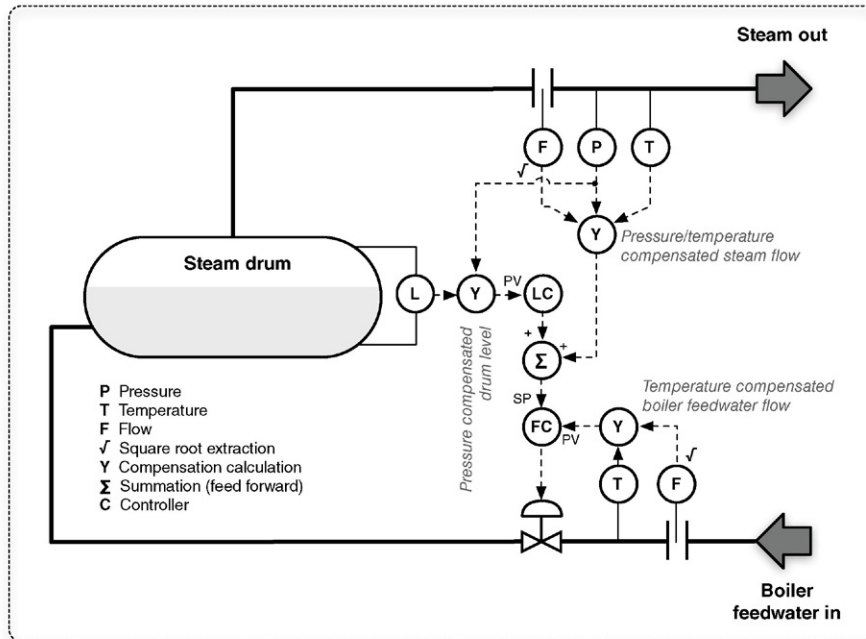 Steam out
F
P
T
√
Y
Pressure/temperature
compensated steam flow
Steam drum
L
Y
PV
LC
+
+
Σ
Pressure compensated
drum level
SP
FC
PV
Y
Temperature compensated
boiler feedwater flow
√
T
F
P Pressure
T Temperature
F Flow
√ Square root extraction
Y Compensation calculation
Σ Summation (feed forward)
C Controller
Boiler
feedwater in